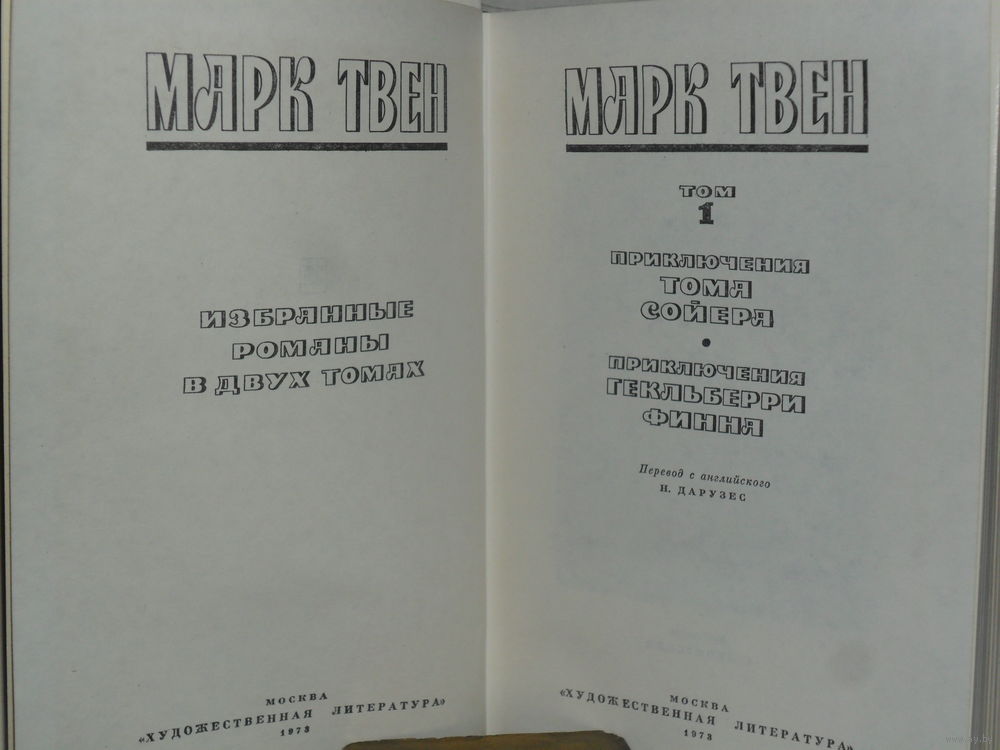 МАРК ТВЕН
ИЗБРАННЫЕ
РОМАНЫ
В ДВУХ ТОМАХ
МОСКВА
«ХУДОЖЕСТВЕННАЯ ЛИТЕРАТУРА»
1973
МАРК ТВЕН
ТОМ
1
ПРИКЛЮЧЕНИЯ
ТОМА
СОЙЕРА
•
ПРИКЛЮЧЕНИЯ
ГЕКЛЬБЕРРИ
ФИННА
Перевод с английского
Н. ДАРУЗЕС
МОСКВА
«ХУДОЖЕСТВЕННАЯ ЛИТЕРАТУРА»
1973